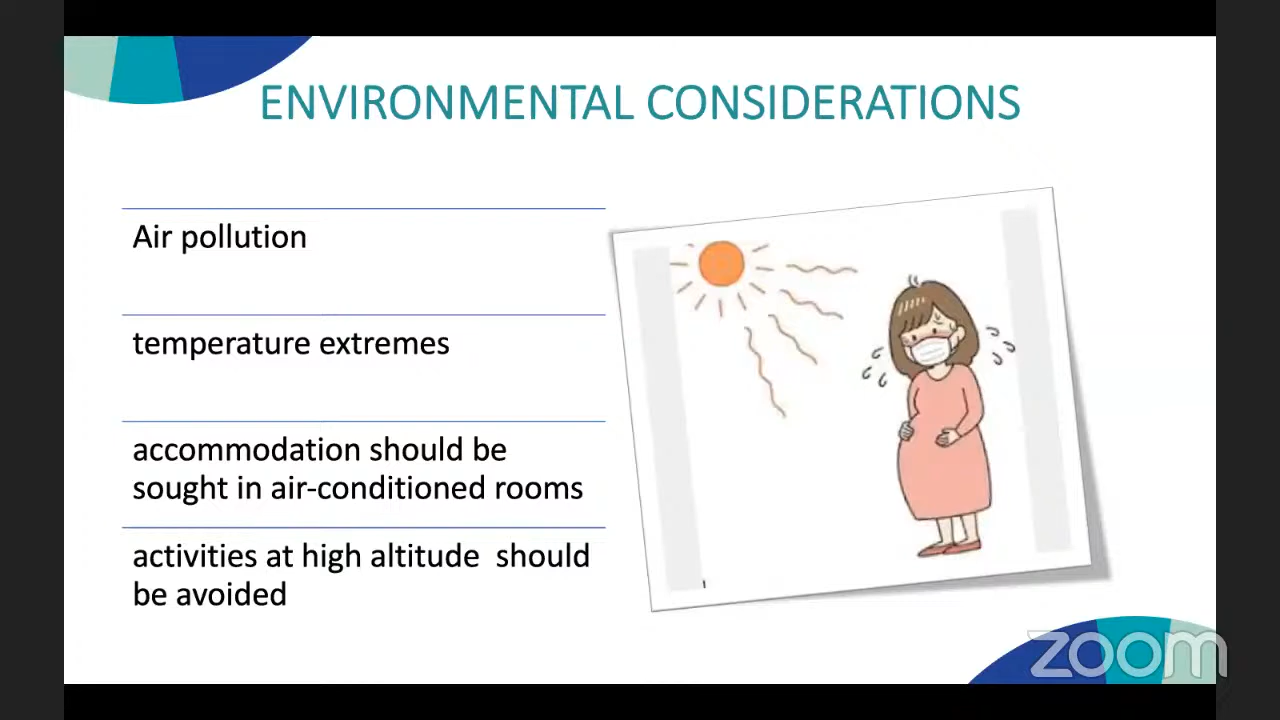 ENVIRONMENTAL CONSIDERATIONS
Air pollution
temperature extremes
accommodation should be
sought in air-conditioned rooms
activities at high altitude  should
be avoided
zoom